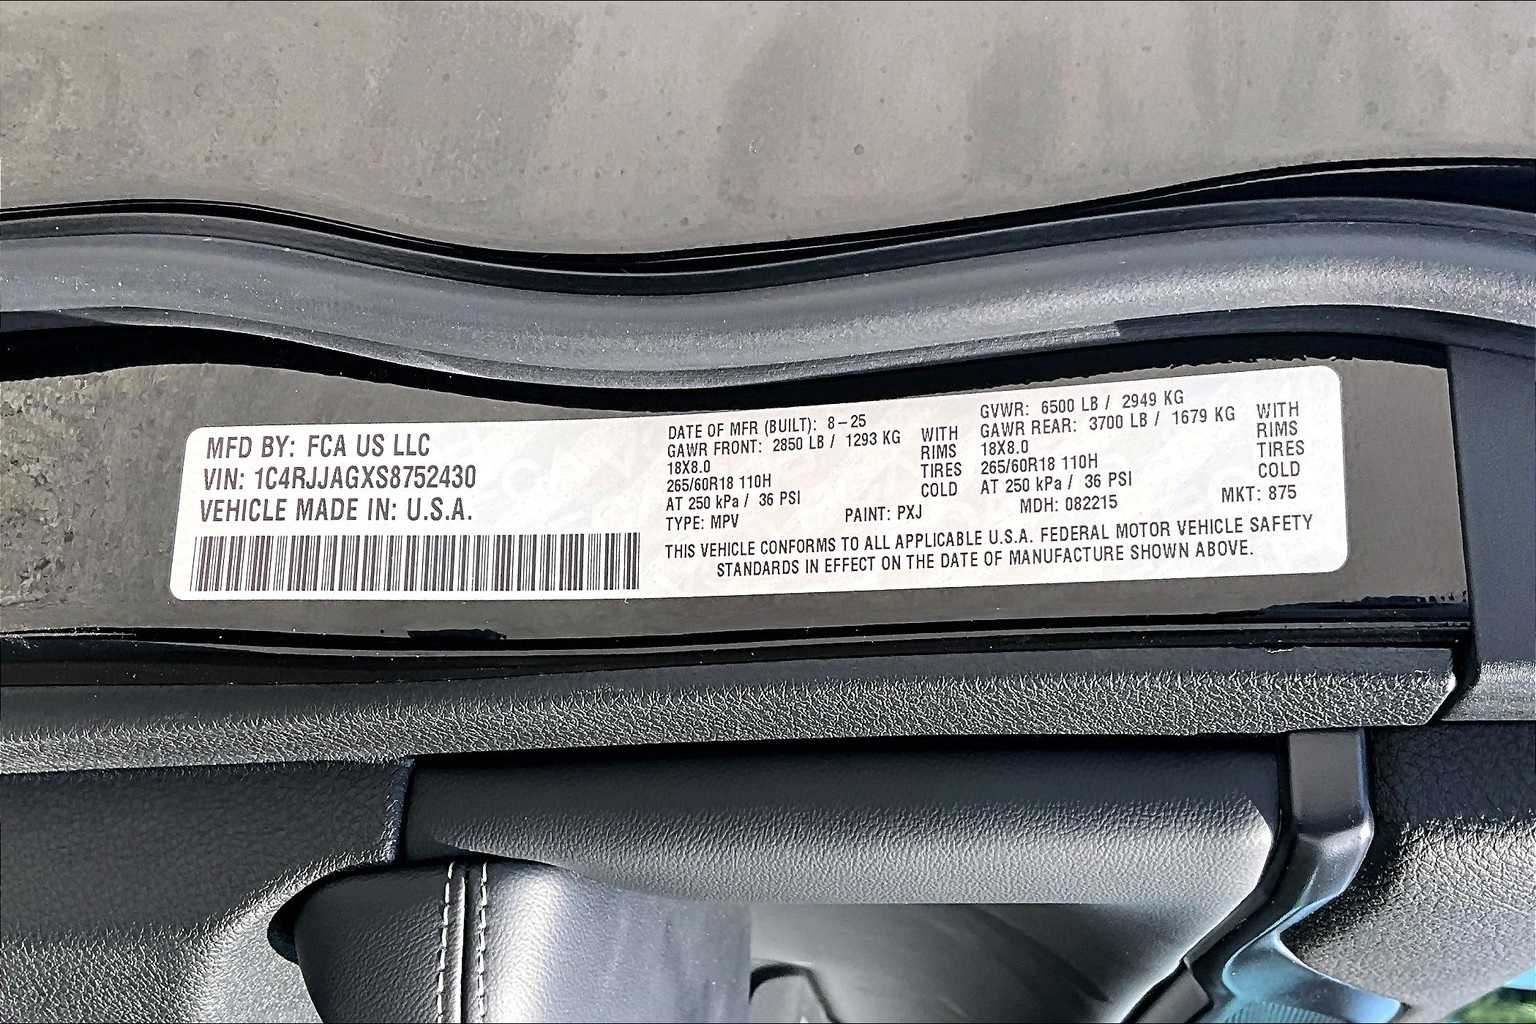 MFD BY: FCA US LLC
VIN: 1C4RJJAGXS8752430
VEHICLE MADE IN: U.S.A.
DATE OF MFR (BUILT): 8-25
GAWR FRONT: 2850 LB / 1293 KG
18X8.0
265/60R18 110H
AT 250 kPa / 36 PSI
TYPE: MPV
WITH
RIMS
TIRES
COLD
GVWR: 6500 LB / 2949 KG
GAWR REAR: 3700 LB / 1679 KG
18X8.0
265/60R18 110H
AT 250 kPa / 36 PSI
WITH
RIMS
TIRES
COLD
PAINT: PXJ
MDH: 082215
MKT: 875
THIS VEHICLE CONFORMS TO ALL APPLICABLE U.S.A. FEDERAL MOTOR VEHICLE SAFETY
STANDARDS IN EFFECT ON THE DATE OF MANUFACTURE SHOWN ABOVE.